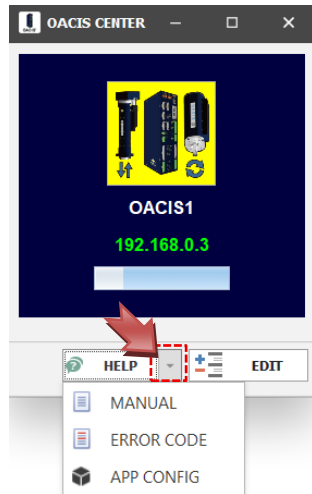 OACIS CENTER
OACIS1
192.168.0.3
HELP
EDIT
MANUAL
ERROR CODE
APP CONFIG